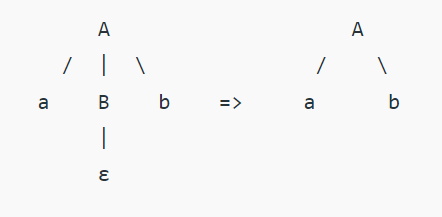 A A
/ | \ / \
a B b => a b
|
ε